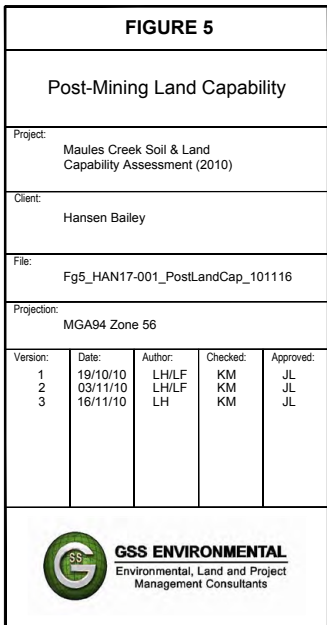 FIGURE 5
Post-Mining Land Capability
Project:
Maules Creek Soil & Land
Capability Assessment (2010)
Client:
Hansen Bailey
File:
Fg5_HAN17-001_PostLandCap_101116
Projection:
MGA94 Zone 56
Version: Date: Author: Checked: Approved:
1 19/10/10 LH/LF KM JL
2 03/11/10 LH/LF KM JL
3 16/11/10 LH KM JL
GSS
GSS ENVIRONMENTAL
Environmental, Land and Project
Management Consultants